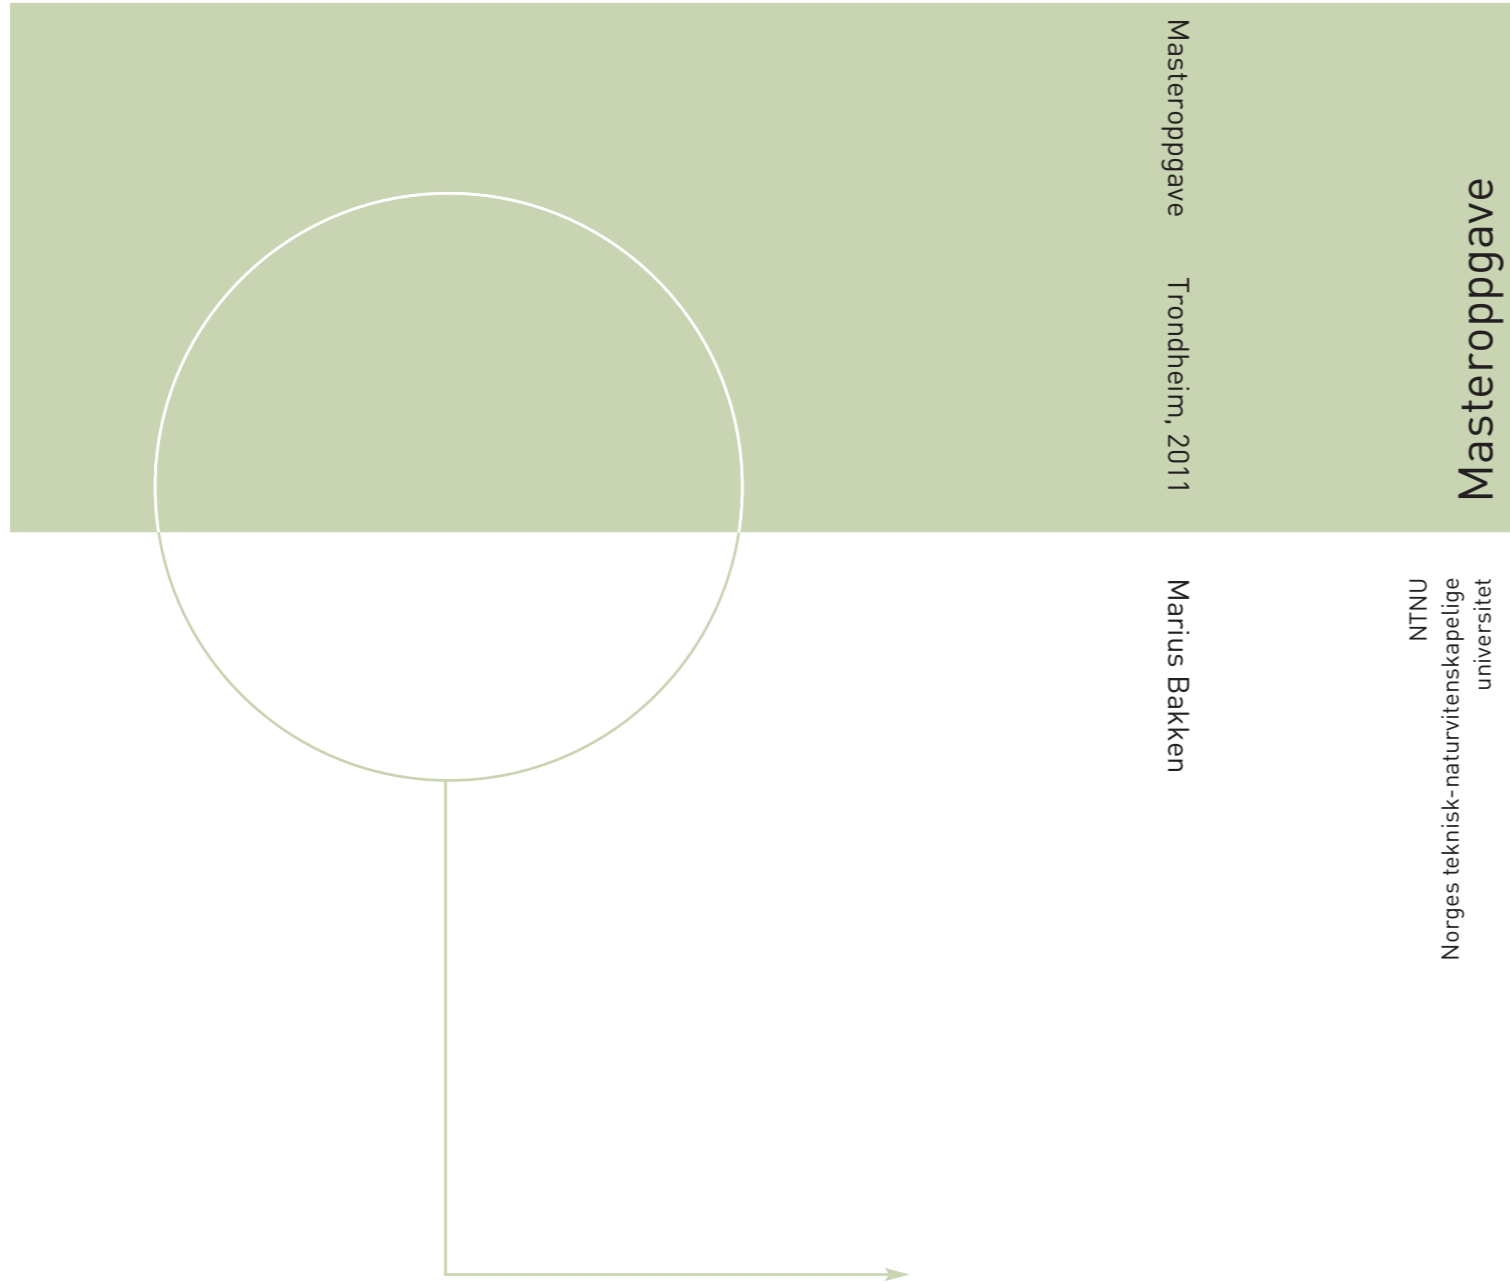 Masteroppgave Trondheim, 2011 Marius Bakken
Masteroppgave
NTNU
Norges teknisk-naturvitenskapelige
universitet